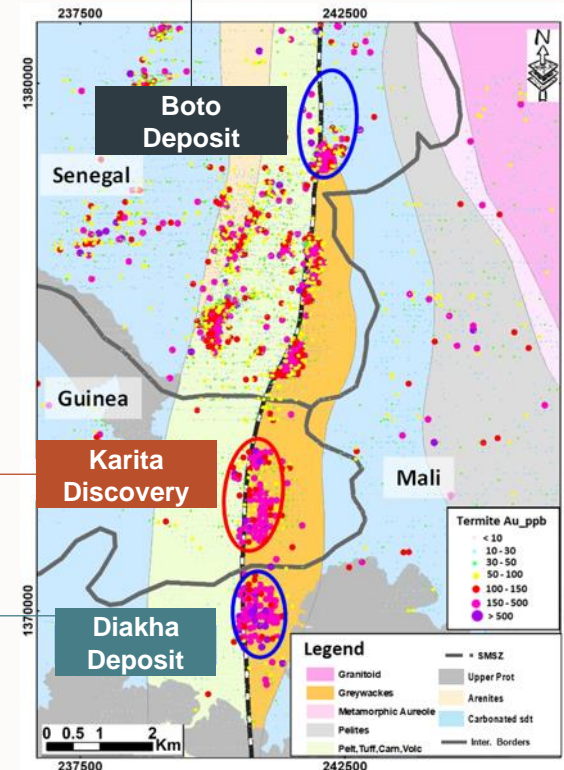 237500
242500
N
1380000
Boto
Deposit
Senegal
Guinea
Karita
Discovery
Mali
Termite Au_ppb
< 10
10 - 30
30 - 50
50 - 100
100 - 150
150 - 500
> 500
1370000
Diakha
Deposit
Legend
Granitoid
Greywackes
Metamorphic Aureole
Pelites
Pelt,Tuff,Carn,Volc
SMSZ
Upper Prot
Arenites
Carbonated sdt
Inter. Borders
0 0.5 1 2
Km
237500
242500